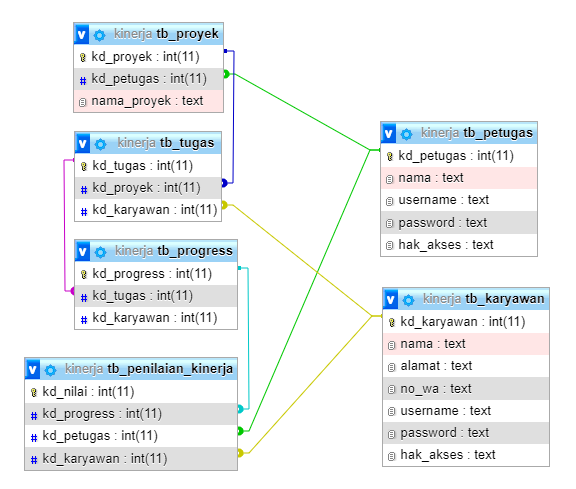 kinerja tb_proyek
kd_proyek : int(11)
kd_petugas : int(11)
nama_proyek : text
kinerja tb_tugas
kd_tugas : int(11)
kd_proyek : int(11)
kd_karyawan : int(11)
kinerja tb_progress
kd_progress : int(11)
kd_tugas : int(11)
kd_karyawan : int(11)
kinerja tb_penilaian_kinerja
kd_nilai : int(11)
kd_progress : int(11)
kd_petugas : int(11)
kd_karyawan : int(11)
kinerja tb_petugas
kd_petugas : int(11)
nama : text
username : text
password : text
hak_akses : text
kinerja tb_karyawan
kd_karyawan : int(11)
nama : text
alamat : text
no_wa : text
username : text
password : text
hak_akses : text